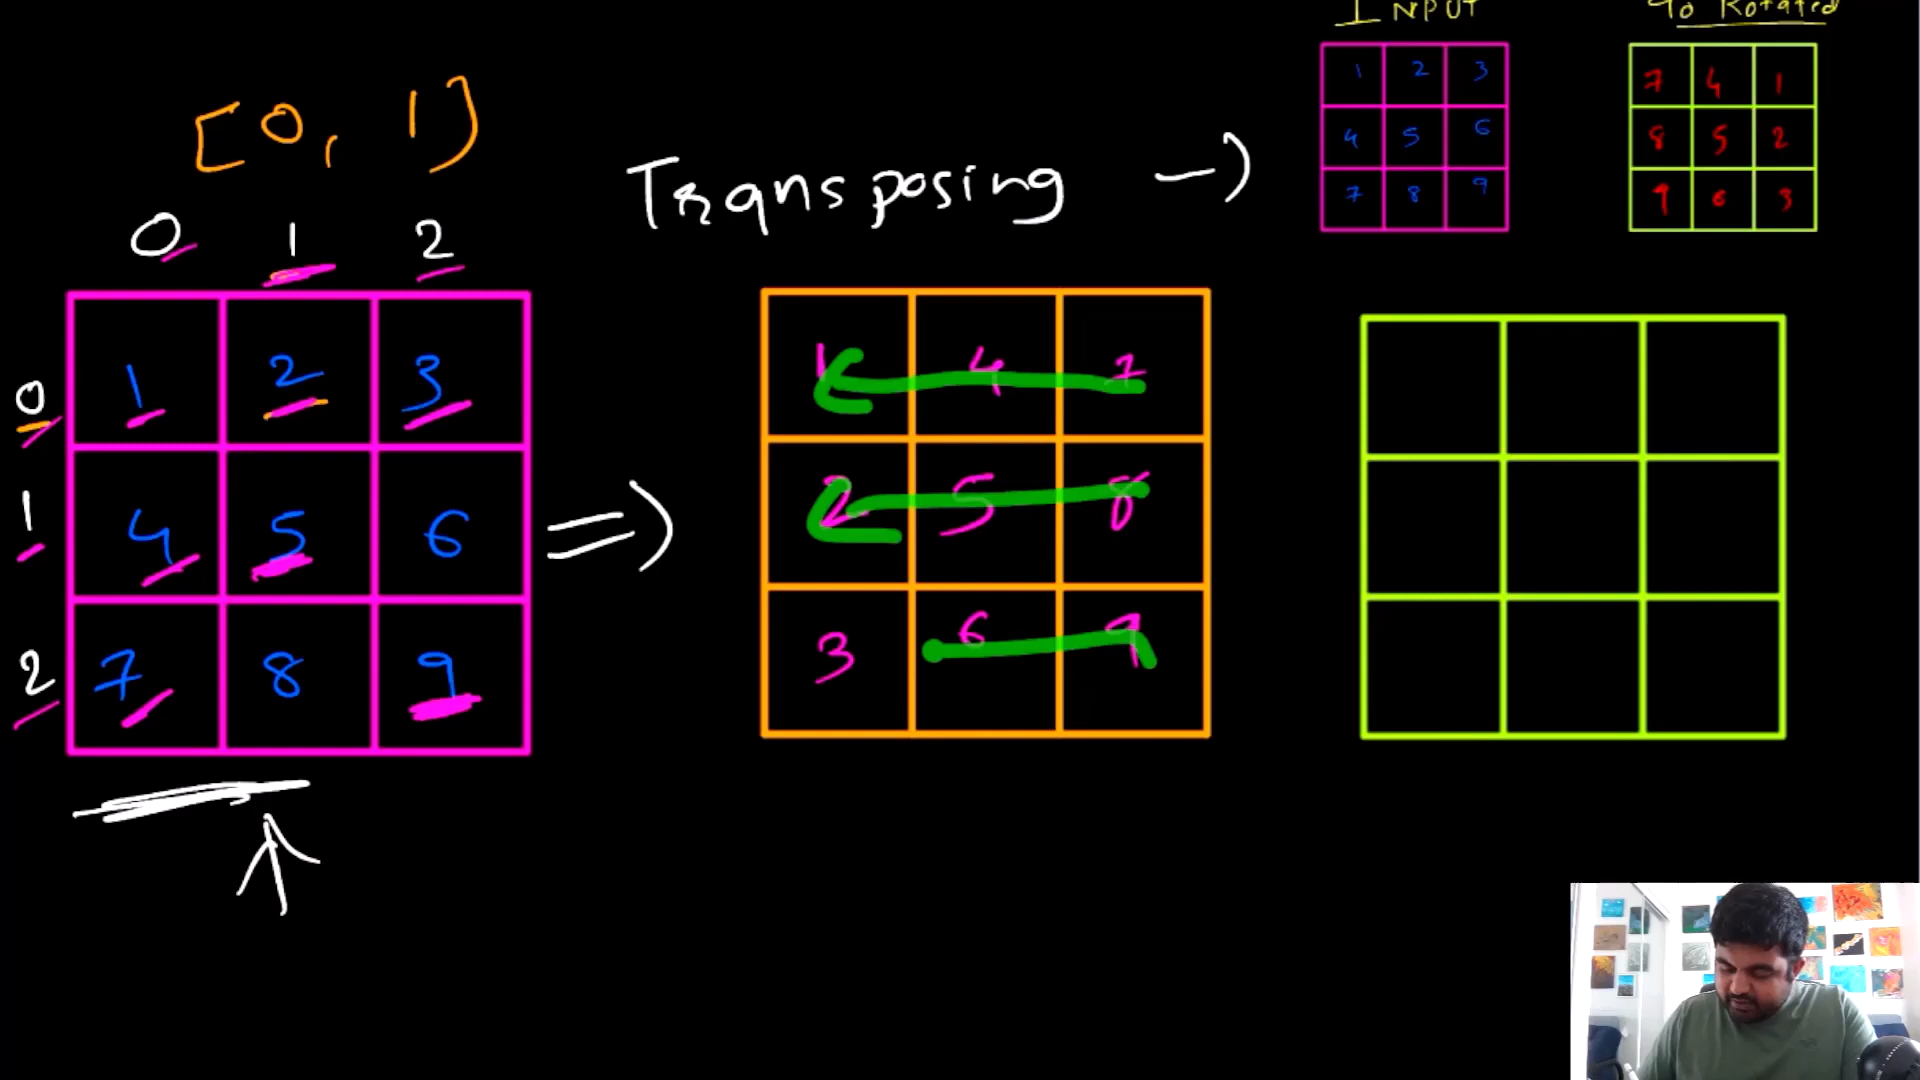 INPUT
90 Rotated
1 2 3
4 5 6
7 8 9
7 4 1
8 5 2
9 6 3
[0, 1]
Transposing →
0 1 2
0 1 2 3
1 4 5 6
2 7 8 9
⇒
1 4 7
2 5 8
3 6 9